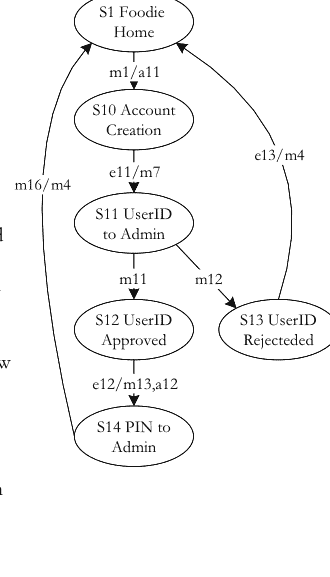 S1 Foodie
Home
m1/a11
S10 Account
Creation
e13/m4
e11/m7
m16/m4
S11 UserID
to Admin
m11
m12
S12 UserID
Approved
S13 UserID
Rejecteded
w
e12/m13,a12
S14 PIN to
Admin